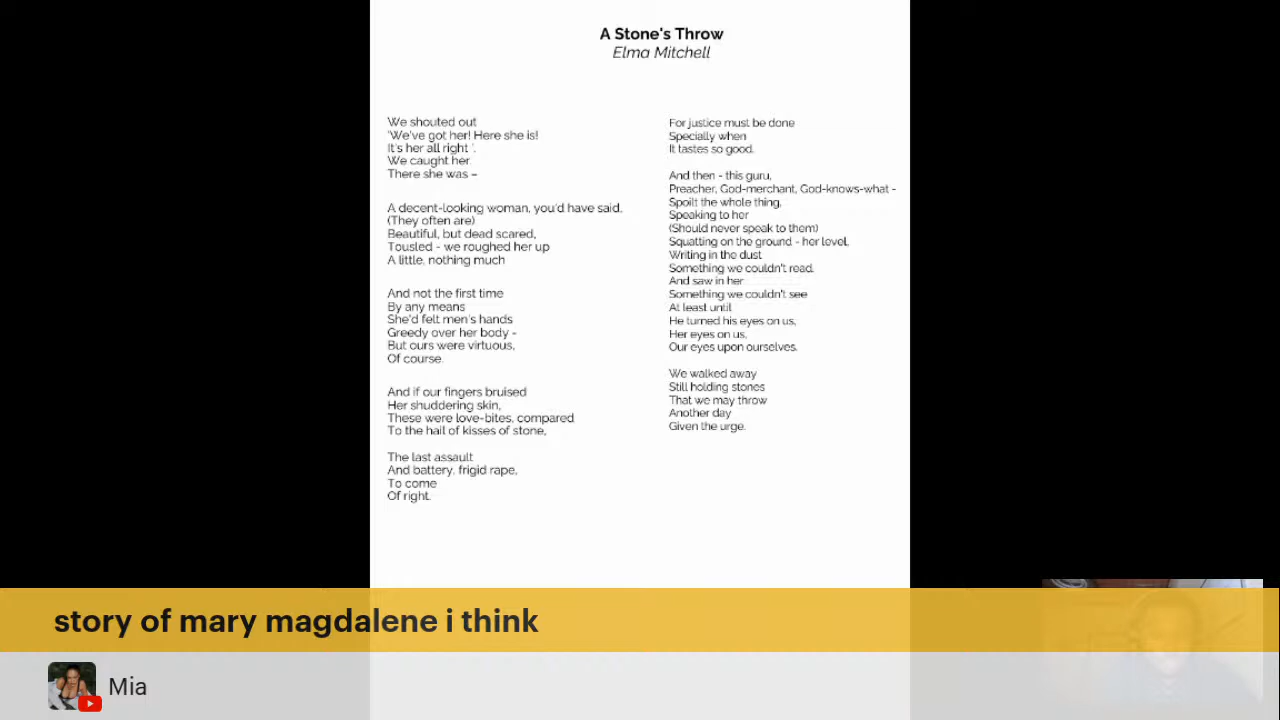 A Stone's Throw
Elma Mitchell
We shouted out
'We've got her! Here she is!
It's her all right '.
We caught her.
There she was –
A decent-looking woman, you'd have said,
(They often are)
Beautiful, but dead scared,
Tousled - we roughed her up
A little, nothing much
And not the first time
By any means
She'd felt men's hands
Greedy over her body -
But ours were virtuous,
Of course.
And if our fingers bruised
Her shuddering skin,
These were love-bites, compared
To the hail of kisses of stone,
The last assault
And battery, frigid rape,
To come
Of right.
For justice must be done
Specially when
It tastes so good.
And then - this guru,
Preacher, God-merchant, God-knows-what -
Spoilt the whole thing,
Speaking to her
(Should never speak to them)
Squatting on the ground - her level,
Writing in the dust
Something we couldn't read.
And saw in her
Something we couldn't see
At least until
He turned his eyes on us,
Her eyes on us,
Our eyes upon ourselves.
We walked away
Still holding stones
That we may throw
Another day
Given the urge.
story of mary magdalene i think
Mia